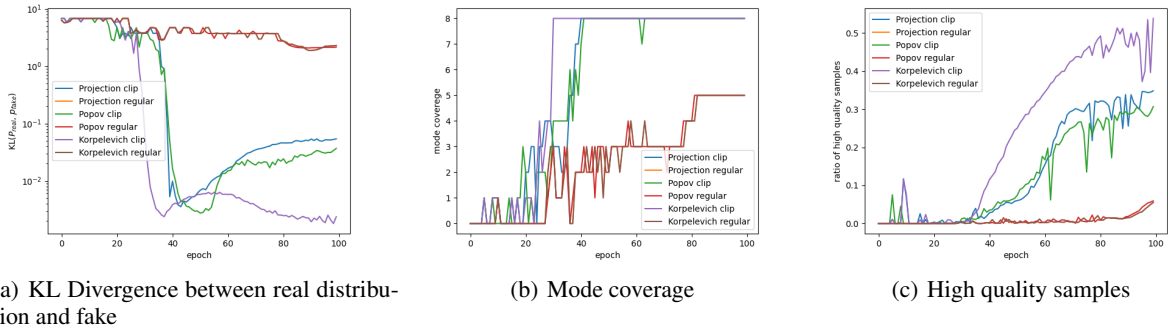 10¹
10⁰
10⁻¹
10⁻²
KL(p_real, p_fake)
Projection clip
Projection regular
Popov clip
Popov regular
Korpelevich clip
Korpelevich regular
0 20 40 60 80 100
epoch
8
7
6
5
4
3
2
1
0
mode coverege
Projection clip
Projection regular
Popov clip
Popov regular
Korpelevich clip
Korpelevich regular
0 20 40 60 80 100
epoch
0.5
0.4
0.3
0.2
0.1
0.0
ratio of high quality samples
Projection clip
Projection regular
Popov clip
Popov regular
Korpelevich clip
Korpelevich regular
0 20 40 60 80 100
epoch
a) KL Divergence between real distribu-
ion and fake
(b) Mode coverage
(c) High quality samples